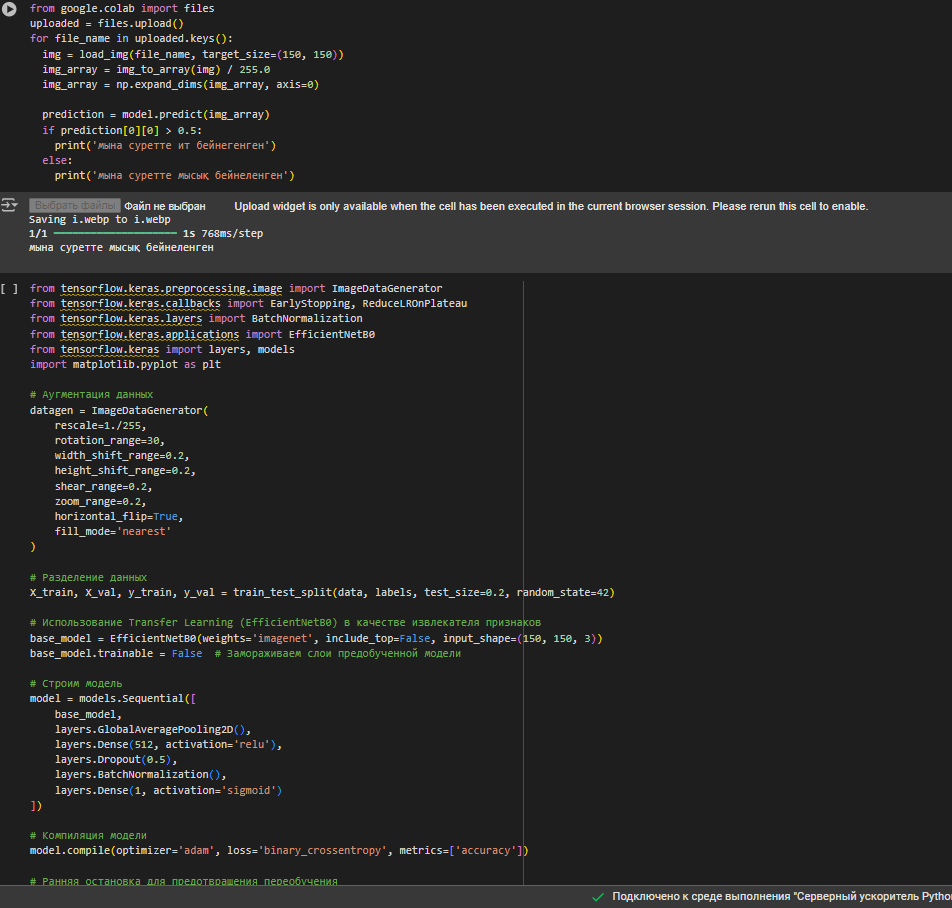 from google.colab import files
uploaded = files.upload()
for file_name in uploaded.keys():
  img = load_img(file_name, target_size=(150, 150))
  img_array = img_to_array(img) / 255.0
  img_array = np.expand_dims(img_array, axis=0)

  prediction = model.predict(img_array)
  if prediction[0][0] > 0.5:
    print('мына суретте ит бейнегенген')
  else:
    print('мына суретте мысық бейнеленген')
Выбрать файлы Файл не выбран Upload widget is only available when the cell has been executed in the current browser session. Please rerun this cell to enable.
Saving i.webp to i.webp
1/1 ━━━━━━━━━━━━━━━━━━━━ 1s 768ms/step
мына суретте мысық бейнеленген
[ ] from tensorflow.keras.preprocessing.image import ImageDataGenerator
from tensorflow.keras.callbacks import EarlyStopping, ReduceLROnPlateau
from tensorflow.keras.layers import BatchNormalization
from tensorflow.keras.applications import EfficientNetB0
from tensorflow.keras import layers, models
import matplotlib.pyplot as plt

# Аугментация данных
datagen = ImageDataGenerator(
    rescale=1./255,
    rotation_range=30,
    width_shift_range=0.2,
    height_shift_range=0.2,
    shear_range=0.2,
    zoom_range=0.2,
    horizontal_flip=True,
    fill_mode='nearest'
)

# Разделение данных
X_train, X_val, y_train, y_val = train_test_split(data, labels, test_size=0.2, random_state=42)

# Использование Transfer Learning (EfficientNetB0) в качестве извлекателя признаков
base_model = EfficientNetB0(weights='imagenet', include_top=False, input_shape=(150, 150, 3))
base_model.trainable = False  # Замораживаем слои предобученной модели

# Строим модель
model = models.Sequential([
    base_model,
    layers.GlobalAveragePooling2D(),
    layers.Dense(512, activation='relu'),
    layers.Dropout(0.5),
    layers.BatchNormalization(),
    layers.Dense(1, activation='sigmoid')
])

# Компиляция модели
model.compile(optimizer='adam', loss='binary_crossentropy', metrics=['accuracy'])

# Ранняя остановка для предотвращения переобучения
Подключено к среде выполнения "Серверный ускоритель Pytho